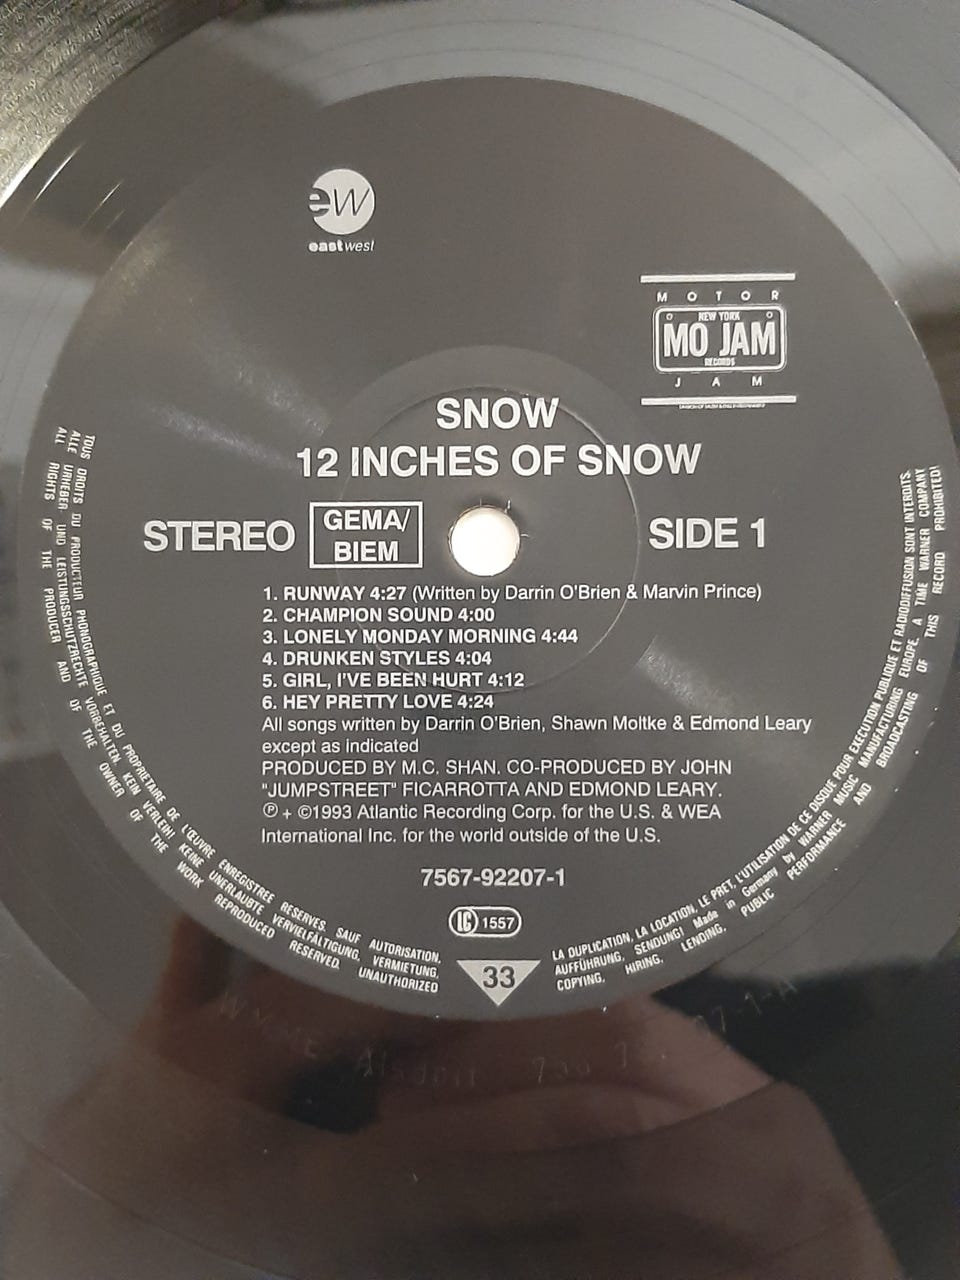 ew
eastwest
MOTOR
NEW YORK
MO JAM
RECORDS
JAM
SNOW
12 INCHES OF SNOW
STEREO
GEMA/
BIEM
SIDE 1
1. RUNWAY 4:27 (Written by Darrin O'Brien & Marvin Prince)
2. CHAMPION SOUND 4:00
3. LONELY MONDAY MORNING 4:44
4. DRUNKEN STYLES 4:04
5. GIRL, I'VE BEEN HURT 4:12
6. HEY PRETTY LOVE 4:24
All songs written by Darrin O'Brien, Shawn Moltke & Edmond Leary
except as indicated
PRODUCED BY M.C. SHAN. CO-PRODUCED BY JOHN
"JUMPSTREET" FICARROTTA AND EDMOND LEARY.
℗ + ©1993 Atlantic Recording Corp. for the U.S. & WEA
International Inc. for the world outside of the U.S.
7567-92207-1
LC 1557
33
TOUS DROITS DU PRODUCTEUR PHONOGRAPHIQUE ET DU PROPRIETAIRE DE L'ŒUVRE ENREGISTREE RESERVES. SAUF AUTORISATION, LA DUPLICATION, LA LOCATION, LE PRET, L'UTILISATION DE CE DISQUE POUR EXECUTION PUBLIQUE ET RADIODIFFUSION SONT INTERDITS.
ALLE URHEBER UND LEISTUNGSSCHUTZRECHTE VORBEHALTEN. KEIN VERLEIH! KEINE UNERLAUBTE VERVIELFÄLTIGUNG, VERMIETUNG, AUFFÜHRUNG, SENDUNG! Made in Germany by WARNER MUSIC MANUFACTURING EUROPE. A TIME WARNER COMPANY
ALL RIGHTS OF THE PRODUCER AND OF THE OWNER OF THE WORK REPRODUCED RESERVED. UNAUTHORIZED COPYING, HIRING, LENDING, PUBLIC PERFORMANCE AND BROADCASTING OF THIS RECORD PROHIBITED!